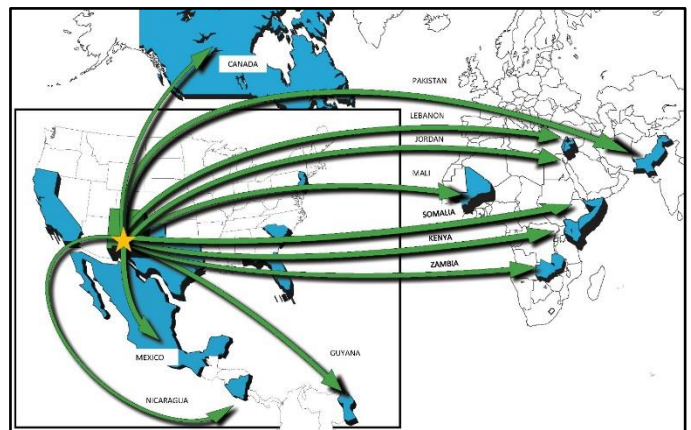 CANADA
PAKISTAN
LEBANON
JORDAN
MALI
SOMALIA
KENYA
ZAMBIA
GUYANA
MEXICO
NICARAGUA